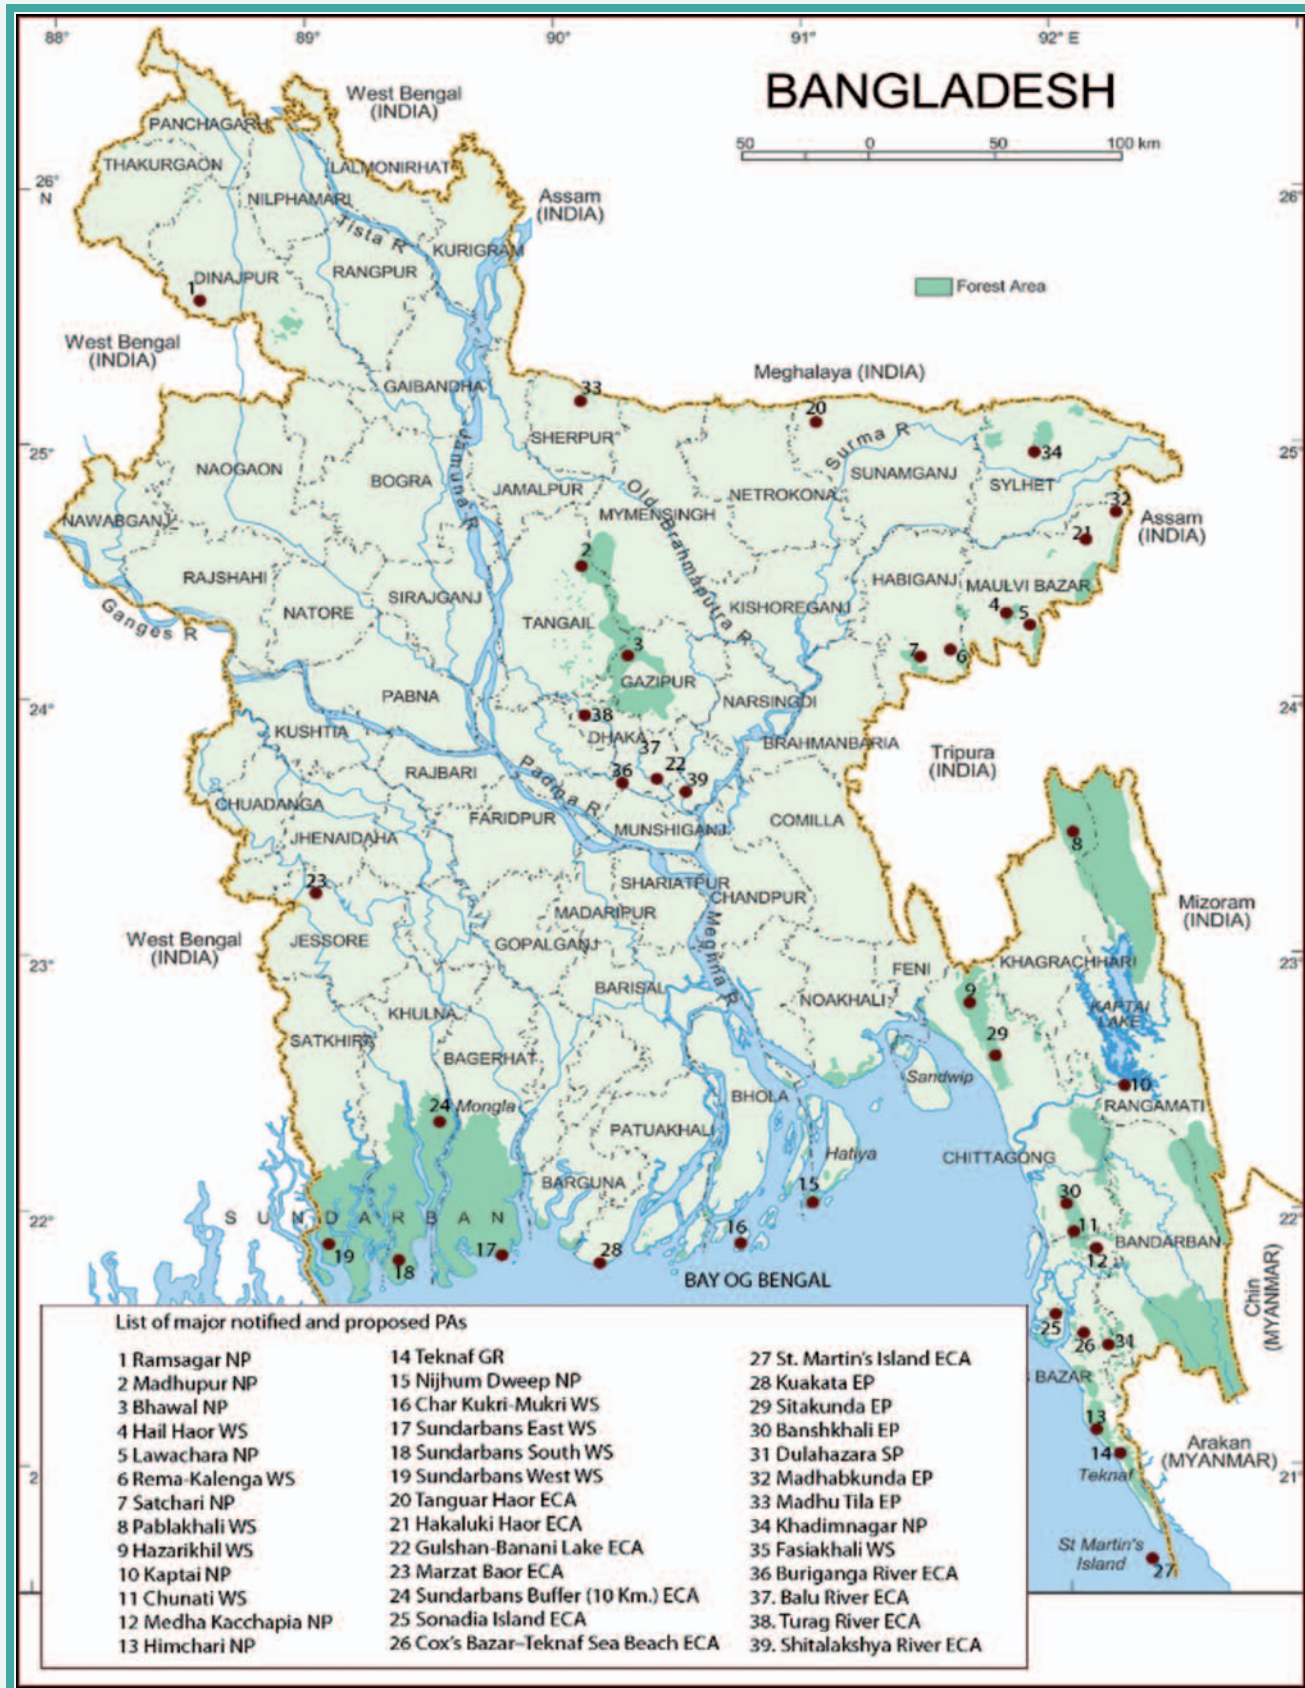 88°
89°
90°
91°
92° E
BANGLADESH
50
0
50
100 km
West Bengal
(INDIA)
PANCHAGARH
THAKURGAON
LALMONIRHAT
NILPHAMARI
Tista R
26°
N
26°
Assam
(INDIA)
KURIGRAM
RANGPUR
DINAJPUR
1
Forest Area
West Bengal
(INDIA)
Meghalaya (INDIA)
GAIBANDHA
33
20
SHERPUR
Surma R
25°
25°
34
NAOGAON
BOGRA
Jamuna R
JAMALPUR
Old Brahmaputra R
SUNAMGANJ
SYLHET
NETROKONA
32
MYMENSINGH
NAWABGANJ
Assam
(INDIA)
21
2
RAJSHAHI
HABIGANJ
MAULVI BAZAR
SIRAJGANJ
NATORE
KISHOREGANJ
4
5
Ganges R
TANGAIL
3
7
6
GAZIPUR
PABNA
NARSINGDI
24°
24°
38
KUSHTIA
DHAKA
37
BRAHMANBARIA
Tripura
(INDIA)
RAJBARI
Padma R
36
22
39
CHUADANGA
FARIDPUR
MUNSHIGANJ
COMILLA
JHENAIDAHA
8
23
SHARIATPUR
CHANDPUR
Mizoram
(INDIA)
MADARIPUR
West Bengal
(INDIA)
JESSORE
GOPALGANJ
Meghna R
23°
23°
KHAGRACHHARI
FENI
BARISAL
9
NOAKHALI
KAPTAI
LAKE
KHULNA
29
SATKHIRA
BAGERHAT
Sandwip
10
BHOLA
24
Mongla
RANGAMATI
PATUAKHALI
Hatiya
CHITTAGONG
BARGUNA
15
30
22°
22°
SUNDARBAN
11
BANDARBAN
16
12
19
18
17
28
BAY OG BENGAL
Chin
(MYANMAR)
25
26
31
BAZAR
13
14
Arakan
(MYANMAR)
Teknaf
2
21°
St Martin's
Island
27
List of major notified and proposed PAs
1 Ramsagar NP
2 Madhupur NP
3 Bhawal NP
4 Hail Haor WS
5 Lawachara NP
6 Rema-Kalenga WS
7 Satchari NP
8 Pablakhali WS
9 Hazarikhil WS
10 Kaptai NP
11 Chunati WS
12 Medha Kacchapia NP
13 Himchari NP
14 Teknaf GR
15 Nijhum Dweep NP
16 Char Kukri-Mukri WS
17 Sundarbans East WS
18 Sundarbans South WS
19 Sundarbans West WS
20 Tanguar Haor ECA
21 Hakaluki Haor ECA
22 Gulshan-Banani Lake ECA
23 Marzat Baor ECA
24 Sundarbans Buffer (10 Km.) ECA
25 Sonadia Island ECA
26 Cox's Bazar–Teknaf Sea Beach ECA
27 St. Martin's Island ECA
28 Kuakata EP
29 Sitakunda EP
30 Banshkhali EP
31 Dulahazara SP
32 Madhabkunda EP
33 Madhu Tila EP
34 Khadimnagar NP
35 Fasiakhali WS
36 Buriganga River ECA
37. Balu River ECA
38. Turag River ECA
39. Shitalakshya River ECA